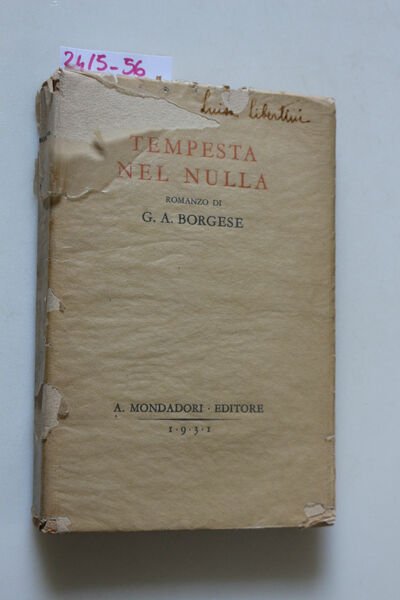 2415-56
Luisa Libertini
TEMPESTA
NEL NULLA
ROMANZO DI
G. A. BORGESE
A. MONDADORI · EDITORE
1·9·3·1